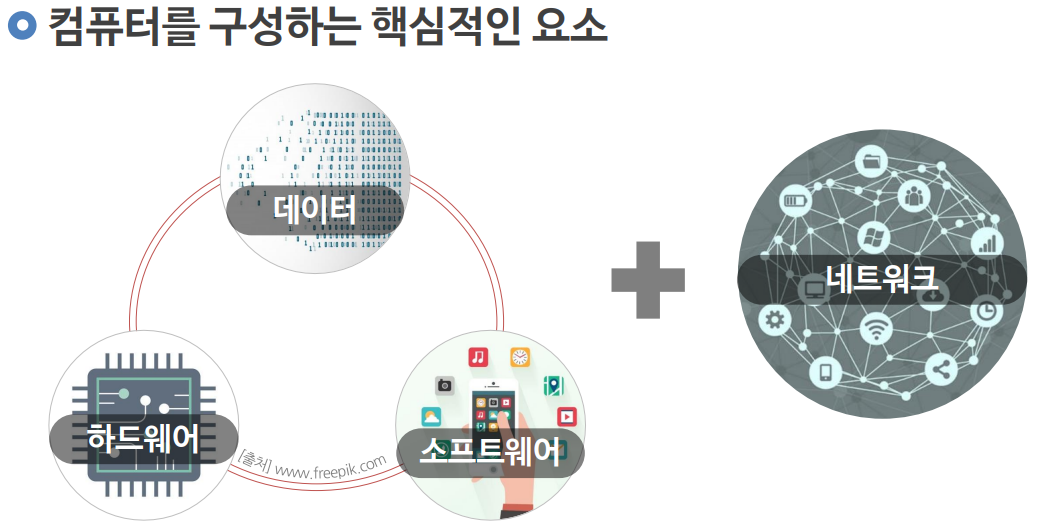 컴퓨터를 구성하는 핵심적인 요소
데이터
네트워크
하드웨어
소프트웨어
[출처] www.freepik.com